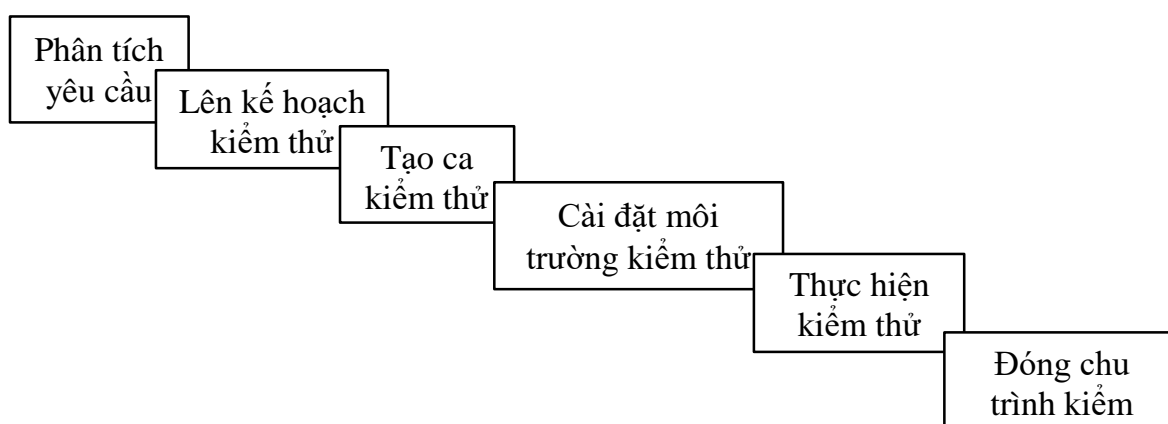 Phân tích
yêu cầu
Lên kế hoạch
kiểm thử
Tạo ca
kiểm thử
Cài đặt môi
trường kiểm thử
Thực hiện
kiểm thử
Đóng chu
trình kiểm